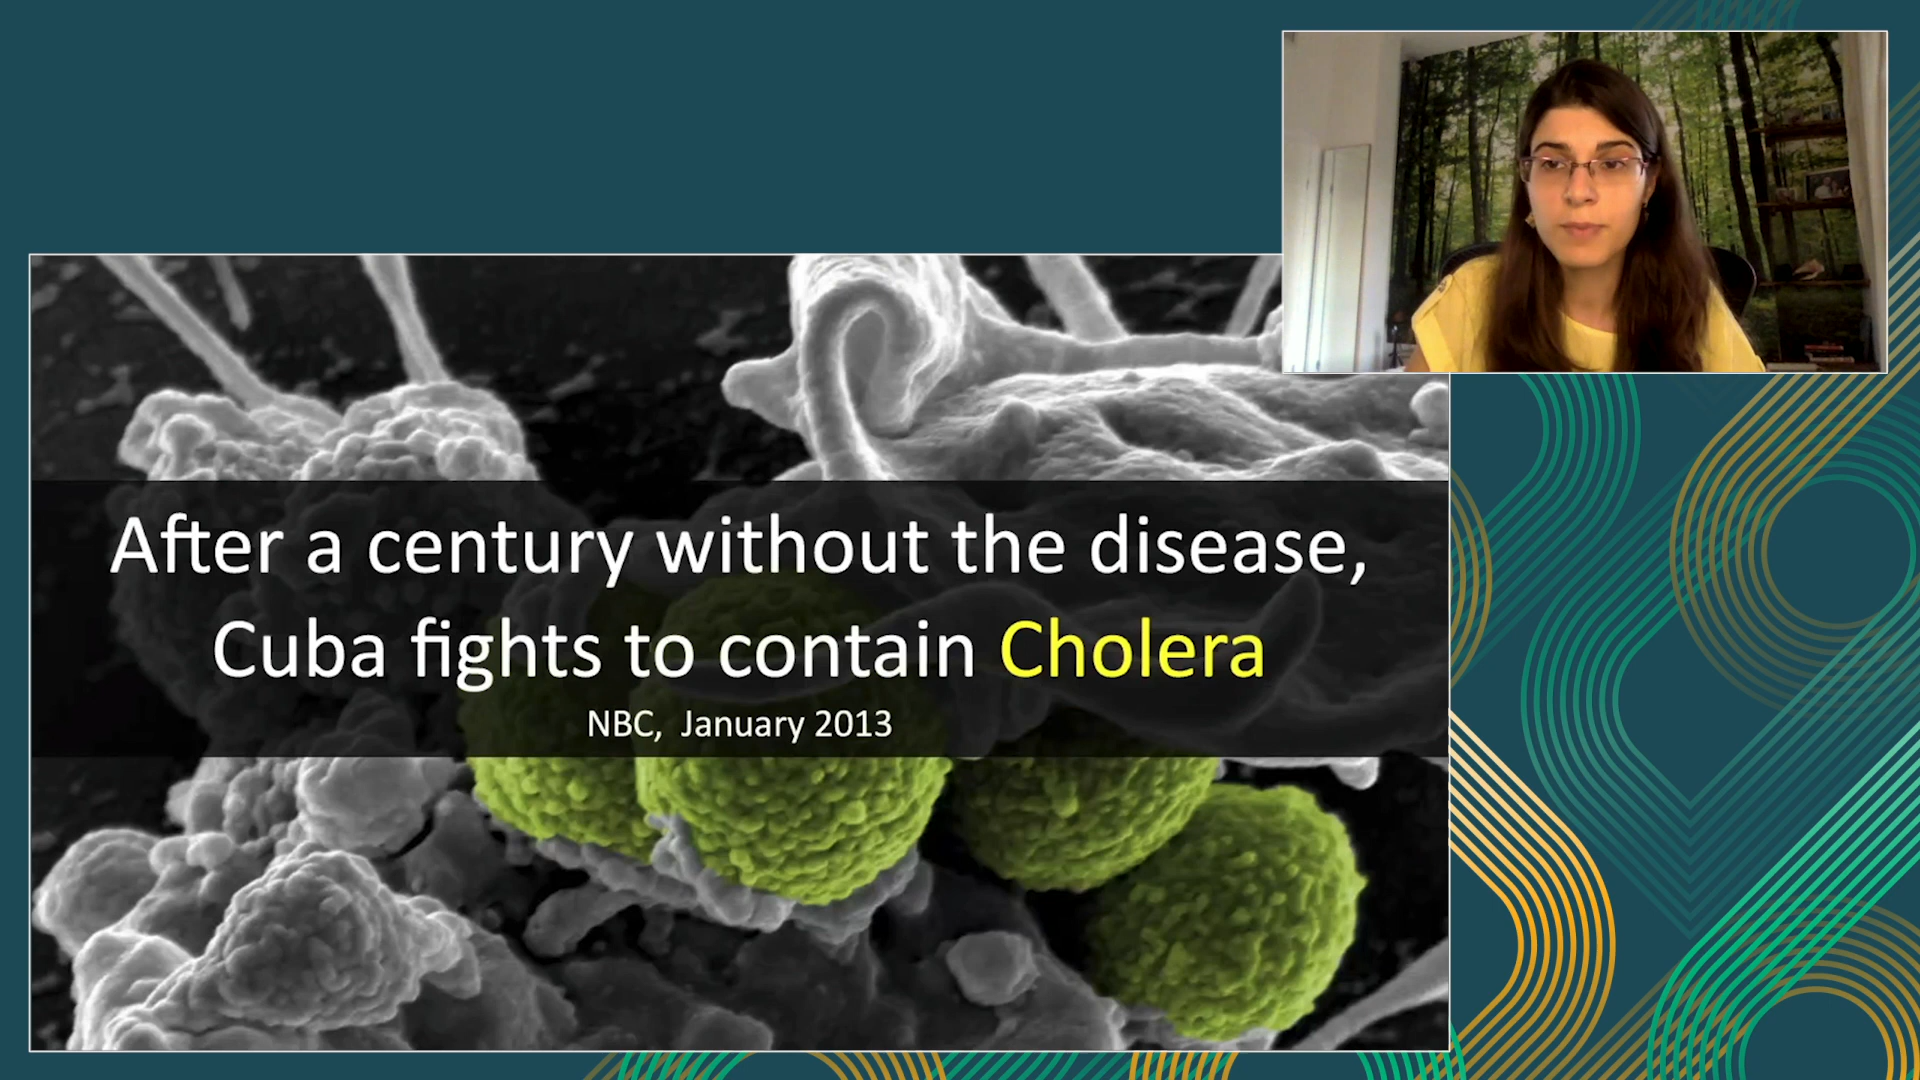 After a century without the disease,
Cuba fights to contain Cholera
NBC, January 2013